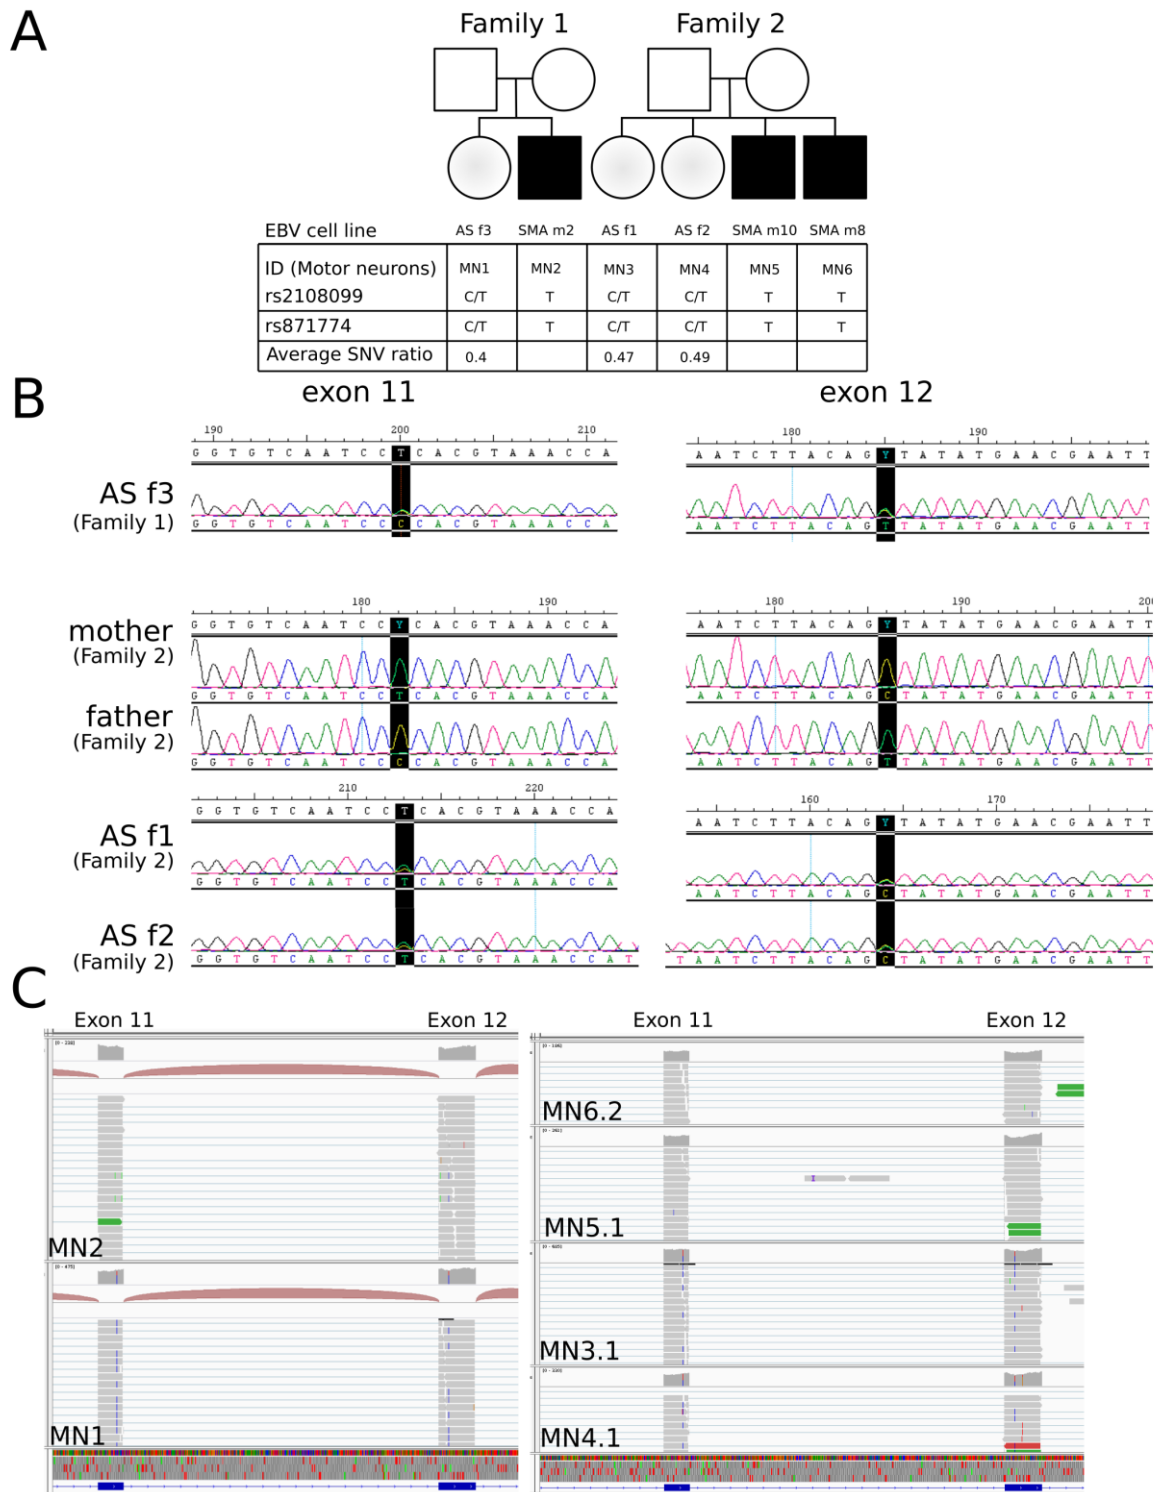 A
Family 1 Family 2
EBV cell line AS f3 SMA m2 AS f1 AS f2 SMA m10 SMA m8
ID (Motor neurons) MN1 MN2 MN3 MN4 MN5 MN6
rs2108099 C/T T C/T C/T T T
rs871774 C/T T C/T C/T T T
Average SNV ratio 0.4 0.47 0.49
B
exon 11 exon 12
190 200 210 180 190
G G T G T C A A T C C T C A C G T A A A C C A A A T C T T A C A G Y T A T A T G A A C G A A T T
AS f3
(Family 1)
G G T G T C A A T C C C C A C G T A A A C C A A A T C T T A C A G T T A T A T G A A C G A A T T
180 190 180 190 200
G G T G T C A A T C C Y C A C G T A A A C C A A A T C T T A C A G Y T A T A T G A A C G A A T T
mother
(Family 2)
G G T G T C A A T C T C A C G T A A A C C A A A T C T T A C A G C T A T A T G A A C G A A T T
father
(Family 2)
G G T G T C A A T C C C C A C G T A A A C C A A A T C T T A C A G T T A T A T G A A C G A A T T
210 220 160 170
G G T G T C A A T C C T C A C G T A A A C C A A A T C T T A C A G Y T A T A T G A A C G A A T T
AS f1
(Family 2)
G G T G T C A A T C C T C A C G T A A A C C A A A T C T T A C A G C T A T A T G A A C G A A T T
AS f2
(Family 2)
G G T G T C A A T C C T C A C G T A A A C C A T T A A T C T T A C A G C T A T A T G A A C G A A T T
C
Exon 11 Exon 12 Exon 11 Exon 12
MN6.2
MN5.1
MN2
MN3.1
MN1
MN4.1